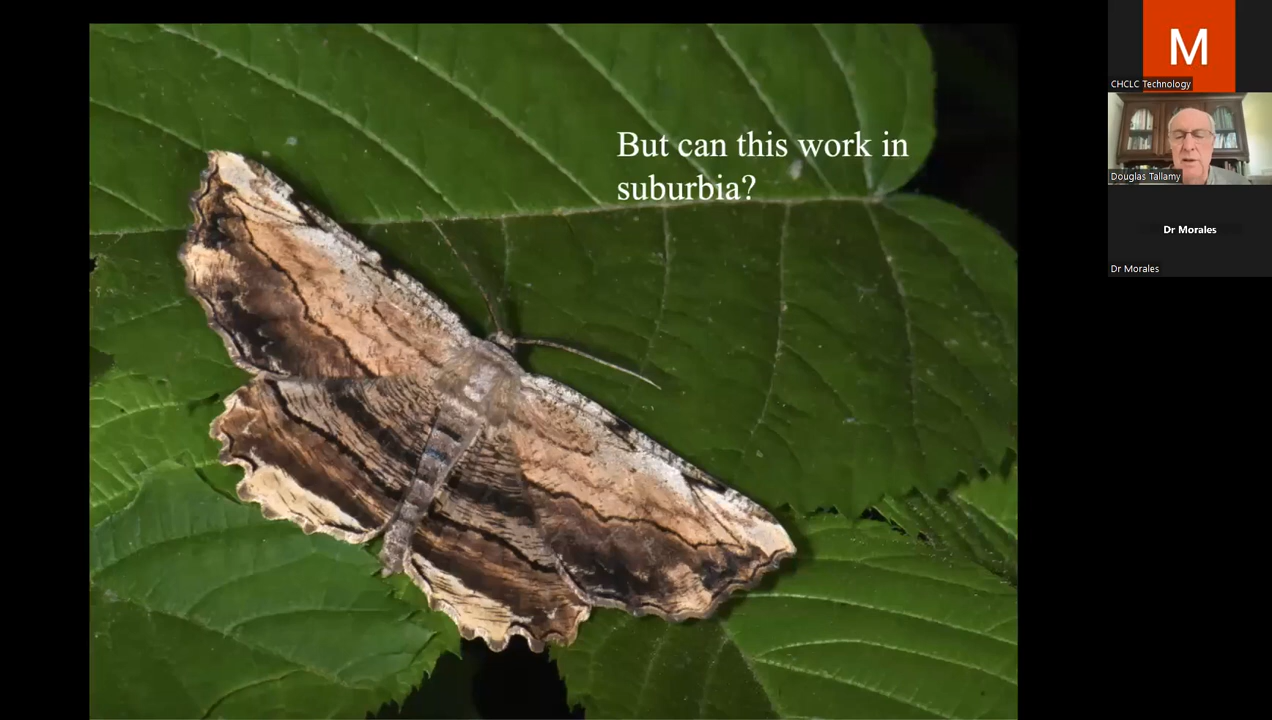 But can this work in
suburbia?
M
CHCLC Technology
Douglas Tallamy
Dr Morales
Dr Morales